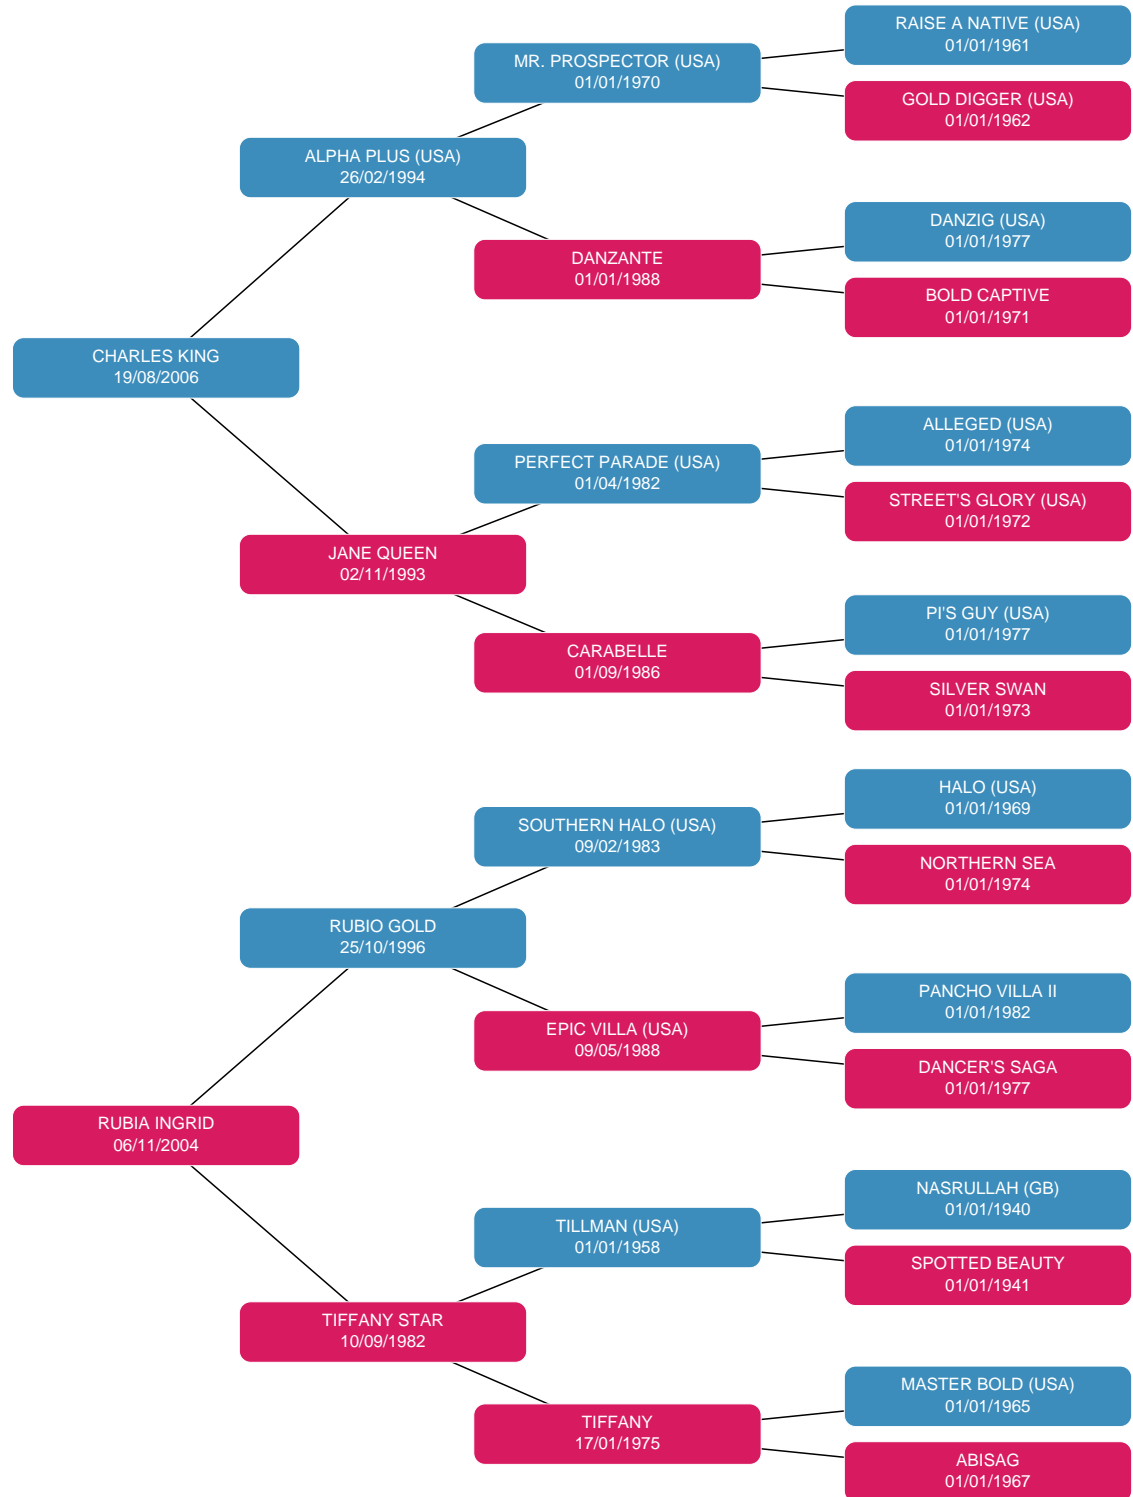 RAISE A NATIVE (USA)
01/01/1961
MR. PROSPECTOR (USA)
01/01/1970
GOLD DIGGER (USA)
01/01/1962
ALPHA PLUS (USA)
26/02/1994
DANZIG (USA)
01/01/1977
DANZANTE
01/01/1988
BOLD CAPTIVE
01/01/1971
CHARLES KING
19/08/2006
ALLEGED (USA)
01/01/1974
PERFECT PARADE (USA)
01/04/1982
STREET'S GLORY (USA)
01/01/1972
JANE QUEEN
02/11/1993
PI'S GUY (USA)
01/01/1977
CARABELLE
01/09/1986
SILVER SWAN
01/01/1973
HALO (USA)
01/01/1969
SOUTHERN HALO (USA)
09/02/1983
NORTHERN SEA
01/01/1974
RUBIO GOLD
25/10/1996
PANCHO VILLA II
01/01/1982
EPIC VILLA (USA)
09/05/1988
DANCER'S SAGA
01/01/1977
RUBIA INGRID
06/11/2004
NASRULLAH (GB)
01/01/1940
TILLMAN (USA)
01/01/1958
SPOTTED BEAUTY
01/01/1941
TIFFANY STAR
10/09/1982
MASTER BOLD (USA)
01/01/1965
TIFFANY
17/01/1975
ABISAG
01/01/1967